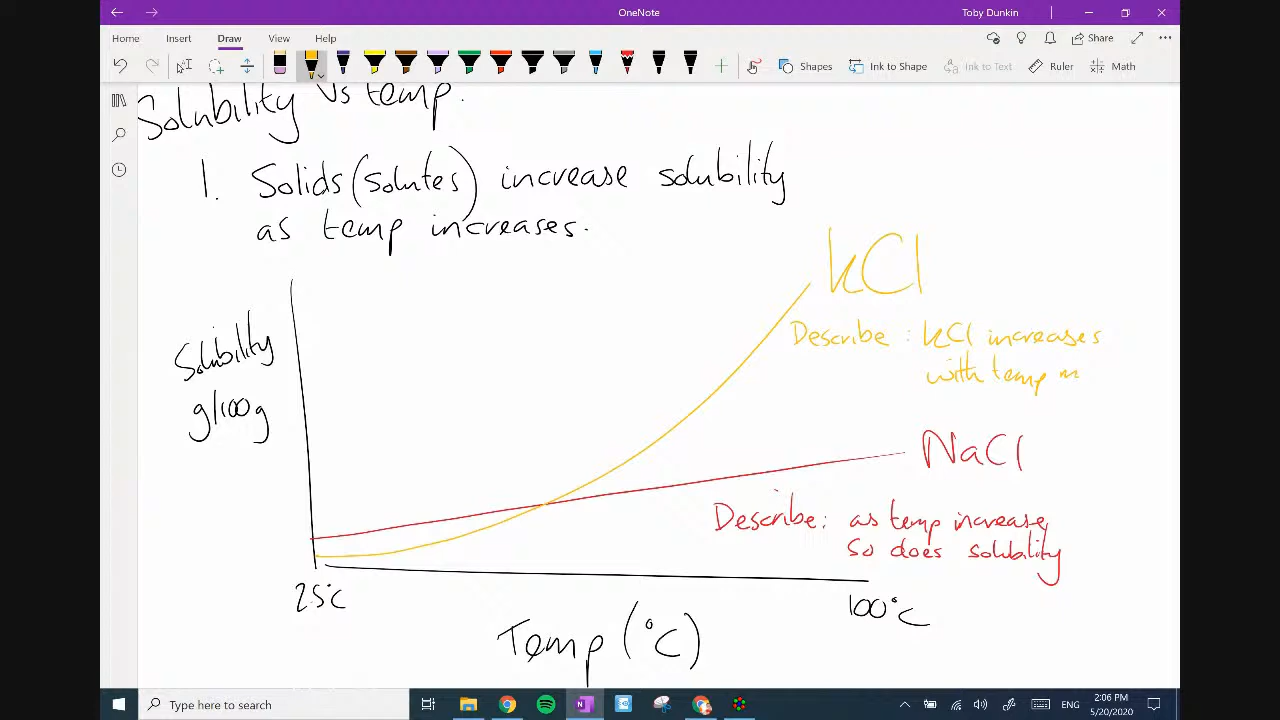 OneNote
Toby Dunkin
Home Insert Draw View Help
Share
Shapes Ink to Shape Ink to Text Ruler Math
Solubility Vs temp.
1. Solids (solutes) increase solubility
as temp increases.
kCl
Describe : kCl increases
with temp m
Solubility
g/100g
NaCl
Describe: as temp increase
so does solubility
25°C
100°C
Temp (°C)
Type here to search
ENG
2:06 PM
5/20/2020